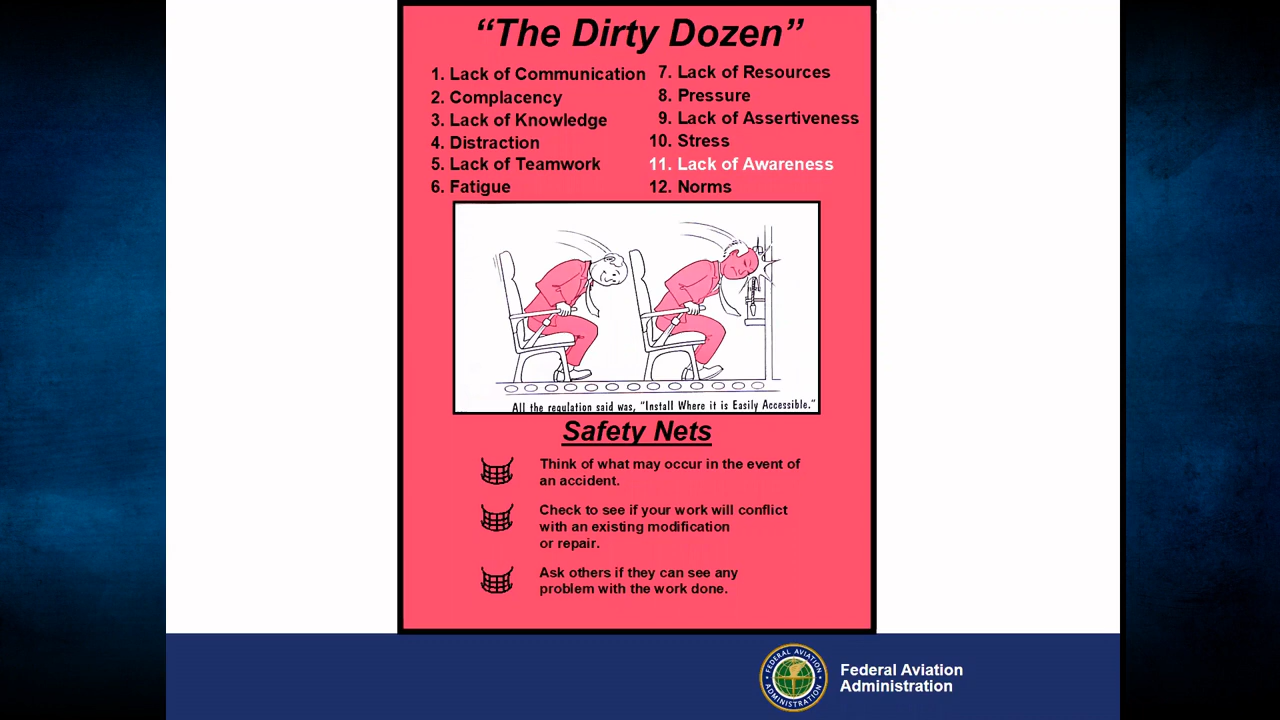 “The Dirty Dozen”
1. Lack of Communication
2. Complacency
3. Lack of Knowledge
4. Distraction
5. Lack of Teamwork
6. Fatigue
7. Lack of Resources
8. Pressure
9. Lack of Assertiveness
10. Stress
11. Lack of Awareness
12. Norms
All the regulation said was, “Install Where it is Easily Accessible.”
Safety Nets
Think of what may occur in the event of
an accident.
Check to see if your work will conflict
with an existing modification
or repair.
Ask others if they can see any
problem with the work done.
FEDERAL AVIATION
ADMINISTRATION
Federal Aviation
Administration